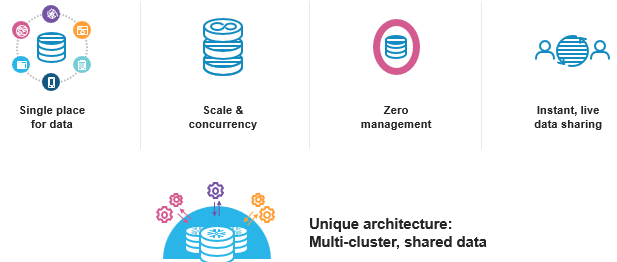 Single place
for data
Scale &
concurrency
Zero
management
Instant, live
data sharing
Unique architecture:
Multi-cluster, shared data